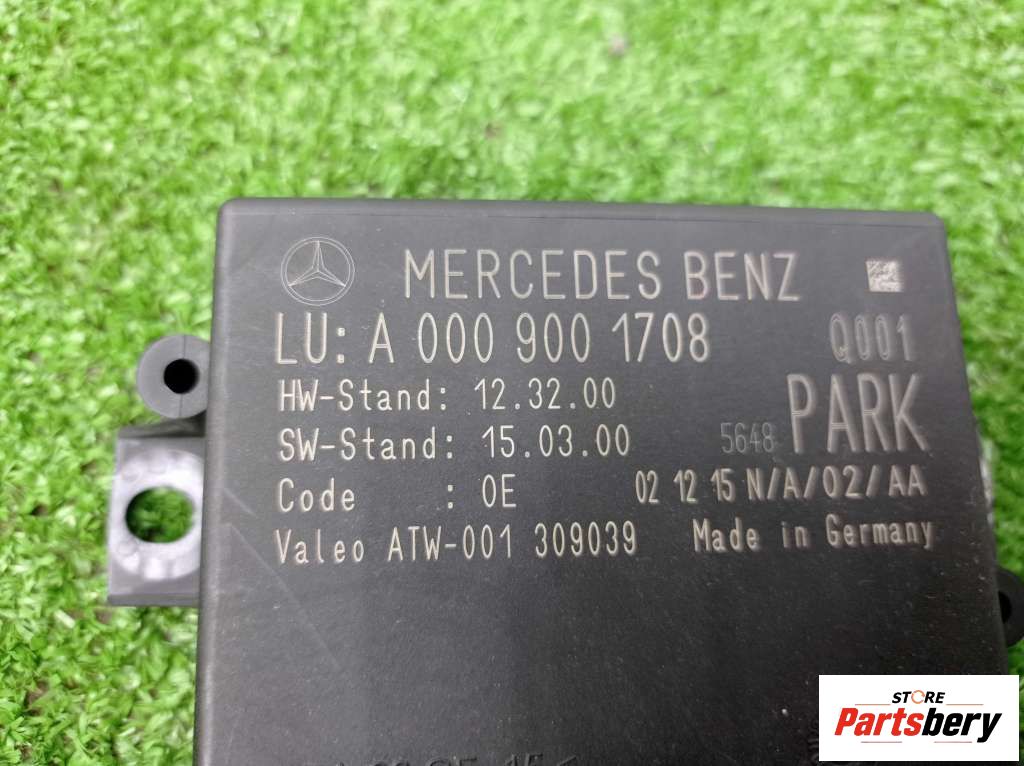 MERCEDES BENZ
LU: A 000 900 1708 Q001
HW-Stand: 12.32.00
SW-Stand: 15.03.00 5648 PARK
Code : 0E 02 12 15 N/A/02/AA
Valeo ATW-001 309039 Made in Germany
STORE
Partsbery